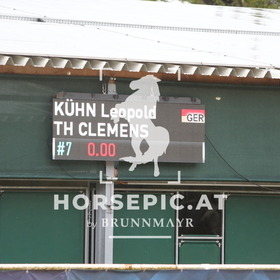 KÜHN Leopold
GER
TH CLEMENS
#7 0.00
HORSEPIC.AT
by BRUNNMAYR